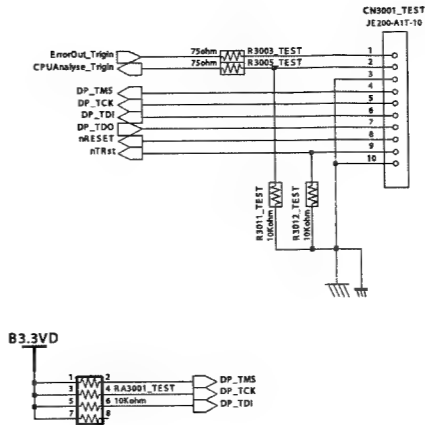 CN3001_TEST
JE200-A1T-10
ErrorOut_TrigIn
75ohm
R3003_TEST
1
CPUAnalyse_TrigIn
75ohm
R3005_TEST
2
3
DP_TMS
4
DP_TCK
5
DP_TDI
6
DP_TDO
7
nRESET
8
nTRst
9
10
R3011_TEST
10Kohm
R3012_TEST
10Kohm
B3.3VD
1
2
DP_TMS
3
4
RA3001_TEST
DP_TCK
5
6
10Kohm
DP_TDI
7
8